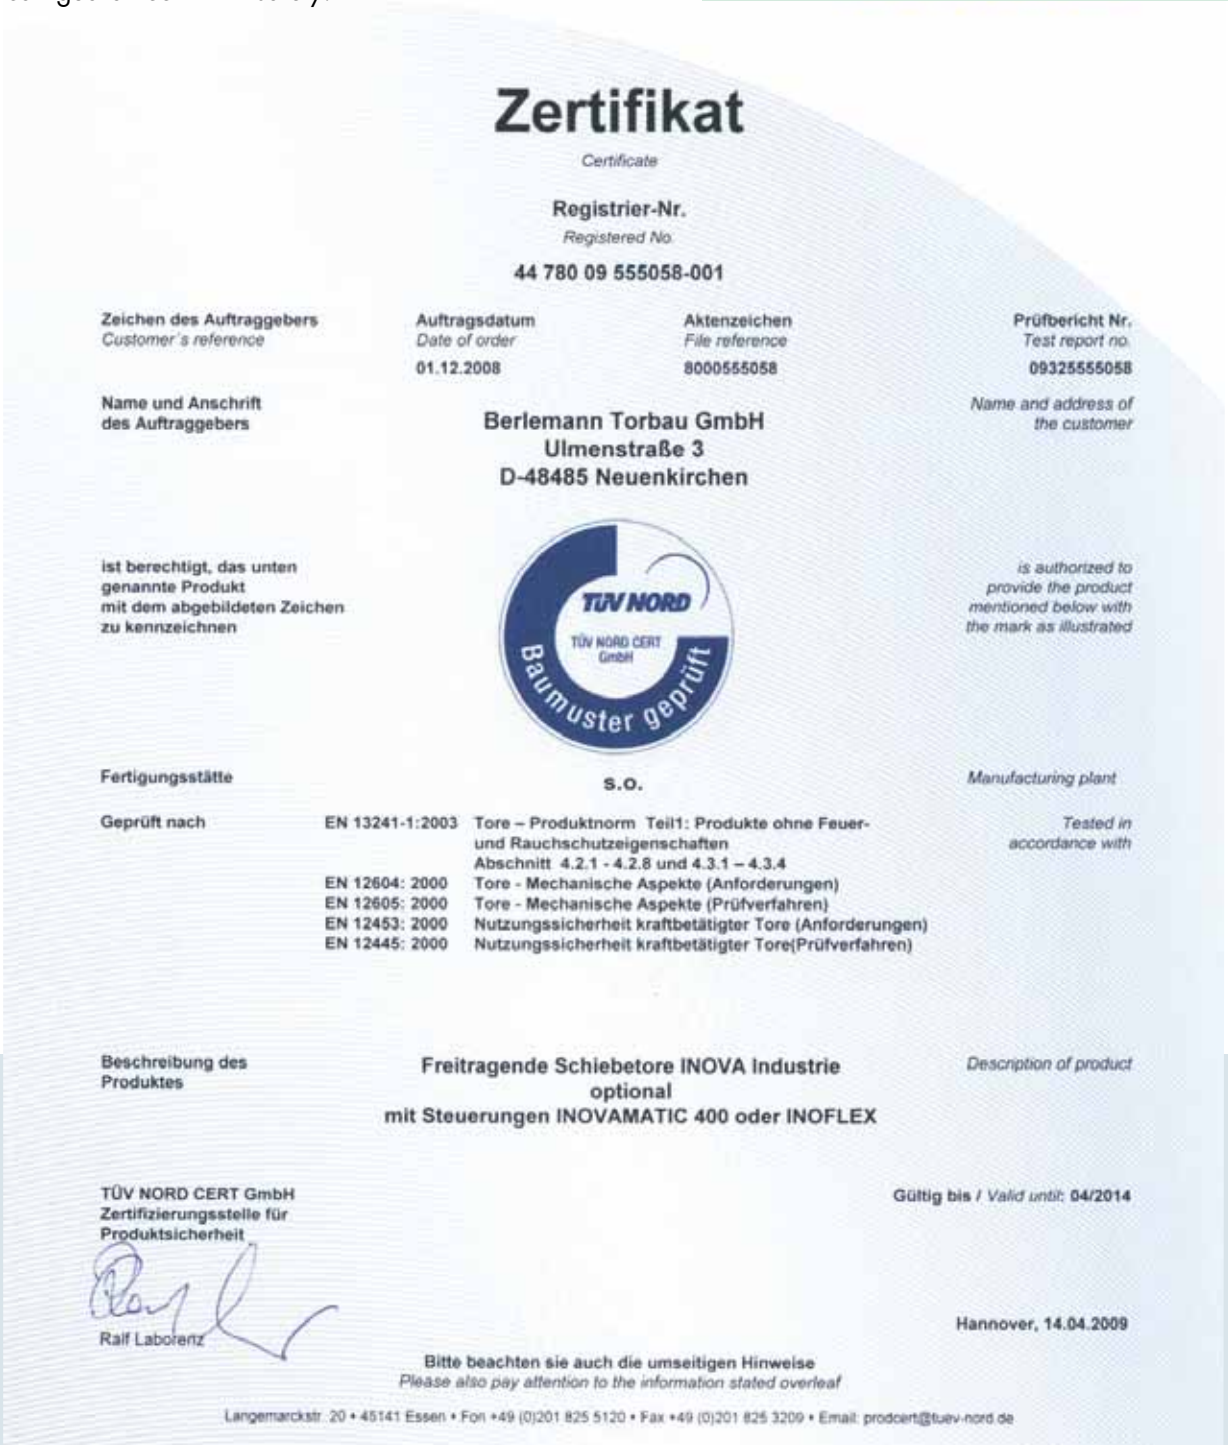 Zertifikat
Certificate
Registrier-Nr.
Registered No.
44 780 09 555058-001
Zeichen des Auftraggebers
Customer´s reference
Auftragsdatum
Date of order
01.12.2008
Aktenzeichen
File reference
8000555058
Prüfbericht Nr.
Test report no.
09325555058
Name und Anschrift
des Auftraggebers
Berlemann Torbau GmbH
Ulmenstraße 3
D-48485 Neuenkirchen
Name and address of
the customer
ist berechtigt, das unten
genannte Produkt
mit dem abgebildeten Zeichen
zu kennzeichnen
TÜV NORD
TÜV NORD CERT
GmbH
Baumuster geprüft
is authorized to
provide the product
mentioned below with
the mark as illustrated
Fertigungsstätte
s.o.
Manufacturing plant
Geprüft nach
Tested in
accordance with
EN 13241-1:2003 Tore – Produktnorm Teil1: Produkte ohne Feuer-
und Rauchschutzeigenschaften
Abschnitt 4.2.1 - 4.2.8 und 4.3.1 – 4.3.4
EN 12604: 2000 Tore - Mechanische Aspekte (Anforderungen)
EN 12605: 2000 Tore - Mechanische Aspekte (Prüfverfahren)
EN 12453: 2000 Nutzungssicherheit kraftbetätigter Tore (Anforderungen)
EN 12445: 2000 Nutzungssicherheit kraftbetätigter Tore(Prüfverfahren)
Beschreibung des
Produktes
Freitragende Schiebetore INOVA Industrie
optional
mit Steuerungen INOVAMATIC 400 oder INOFLEX
Description of product
TÜV NORD CERT GmbH
Zertifizierungsstelle für
Produktsicherheit
Gültig bis / Valid until: 04/2014
Ralf Laborenz
Hannover, 14.04.2009
Bitte beachten sie auch die umseitigen Hinweise
Please also pay attention to the information stated overleaf
Langemarckstr. 20 • 45141 Essen • Fon +49 (0)201 825 5120 • Fax +49 (0)201 825 3209 • Email: prodcert@tuev-nord.de